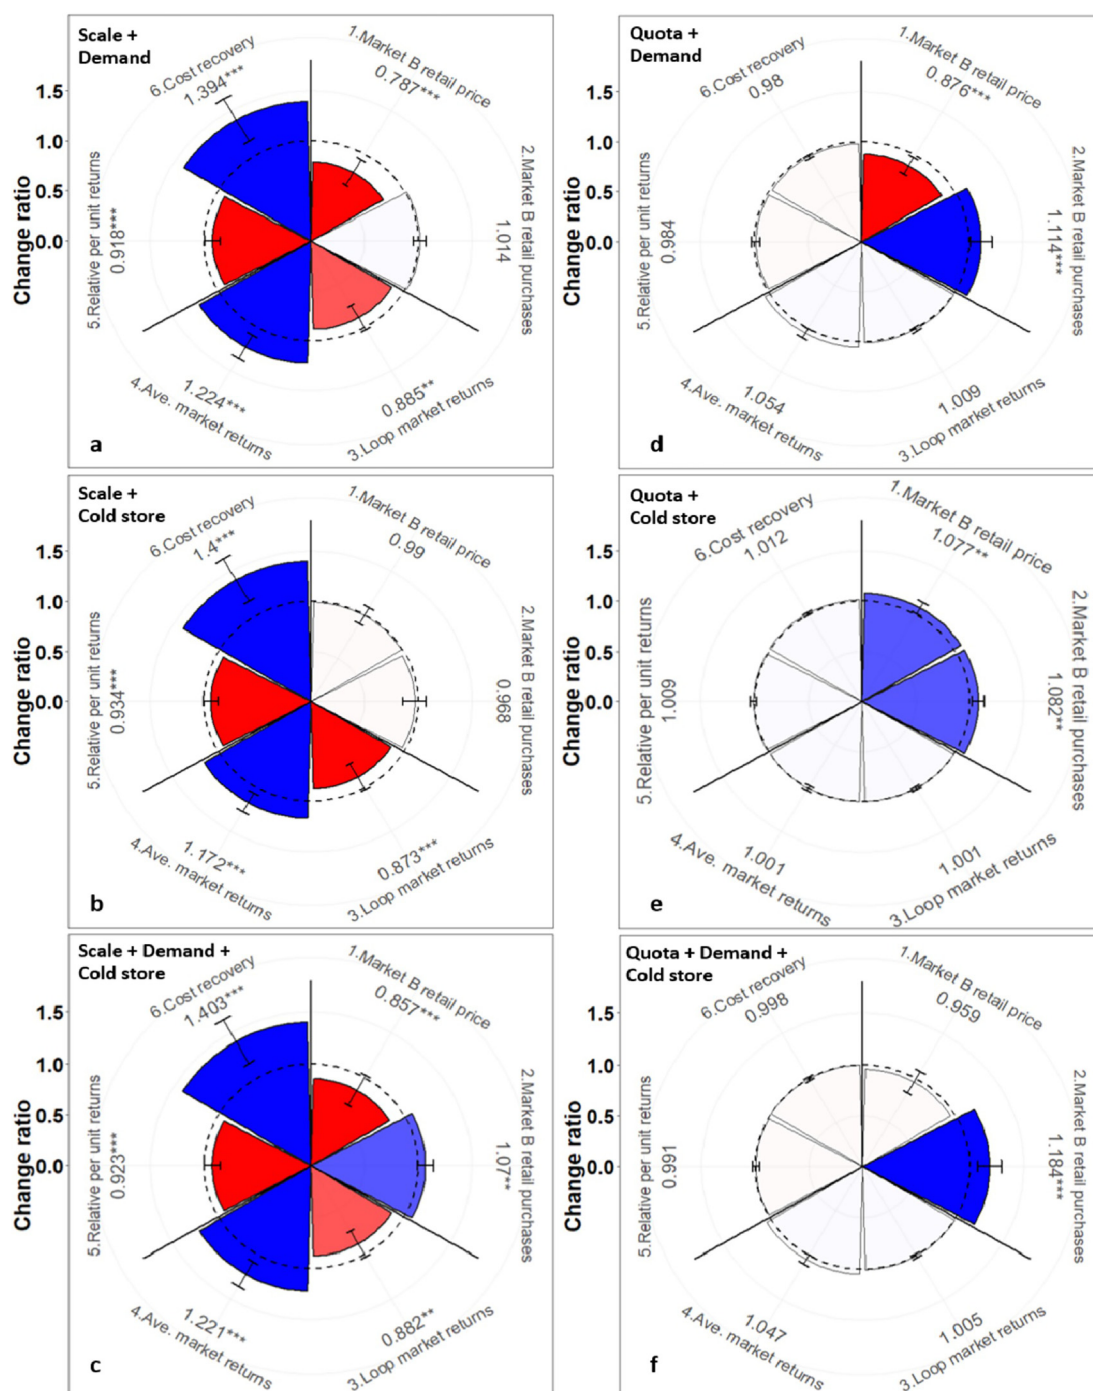 Scale +
Demand
6.Cost recovery
1.394***
1.Market B retail price
0.787***
2.Market B retail purchases
1.014
3.Loop market returns
0.885**
4.Ave. market returns
1.224***
5.Relative per unit returns
0.918***
Change ratio
1.5
1.0
0.5
0.0
a
Quota +
Demand
6.Cost recovery
0.98
1.Market B retail price
0.876***
2.Market B retail purchases
1.114***
3.Loop market returns
1.009
4.Ave. market returns
1.054
5.Relative per unit returns
0.984
Change ratio
1.5
1.0
0.5
0.0
d
Scale +
Cold store
6.Cost recovery
1.4***
1.Market B retail price
0.99
2.Market B retail purchases
0.968
3.Loop market returns
0.873***
4.Ave. market returns
1.172***
5.Relative per unit returns
0.934***
Change ratio
1.5
1.0
0.5
0.0
b
Quota +
Cold store
6.Cost recovery
1.012
1.Market B retail price
1.077**
2.Market B retail purchases
1.082**
3.Loop market returns
1.001
4.Ave. market returns
1.001
5.Relative per unit returns
1.009
Change ratio
1.5
1.0
0.5
0.0
e
Scale + Demand +
Cold store
6.Cost recovery
1.403***
1.Market B retail price
0.857***
2.Market B retail purchases
1.07**
3.Loop market returns
0.882**
4.Ave. market returns
1.221***
5.Relative per unit returns
0.923***
Change ratio
1.5
1.0
0.5
0.0
c
Quota + Demand +
Cold store
6.Cost recovery
0.998
1.Market B retail price
0.959
2.Market B retail purchases
1.184***
3.Loop market returns
1.005
4.Ave. market returns
1.047
5.Relative per unit returns
0.991
Change ratio
1.5
1.0
0.5
0.0
f